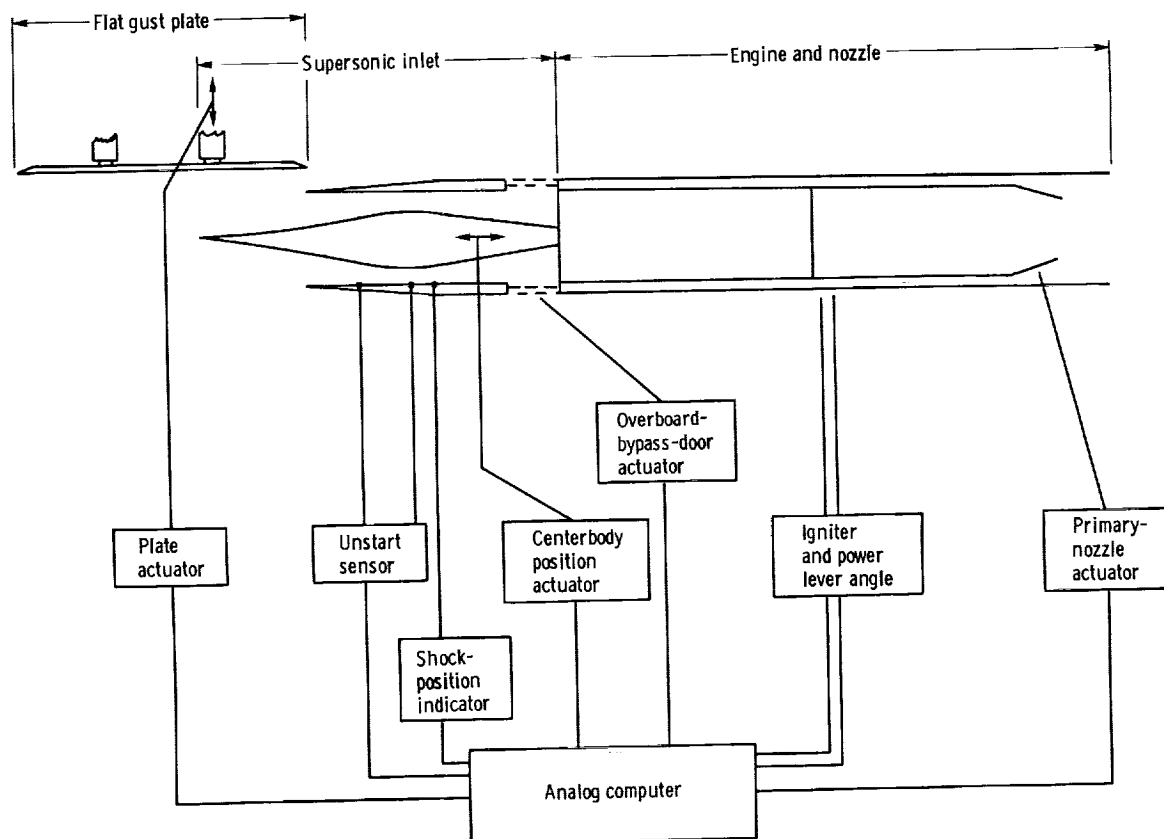 Flat gust plate
Supersonic inlet
Engine and nozzle
Overboard-
bypass-door
actuator
Plate
actuator
Unstart
sensor
Centerbody
position
actuator
Igniter
and power
lever angle
Primary-
nozzle
actuator
Shock-
position
indicator
Analog computer